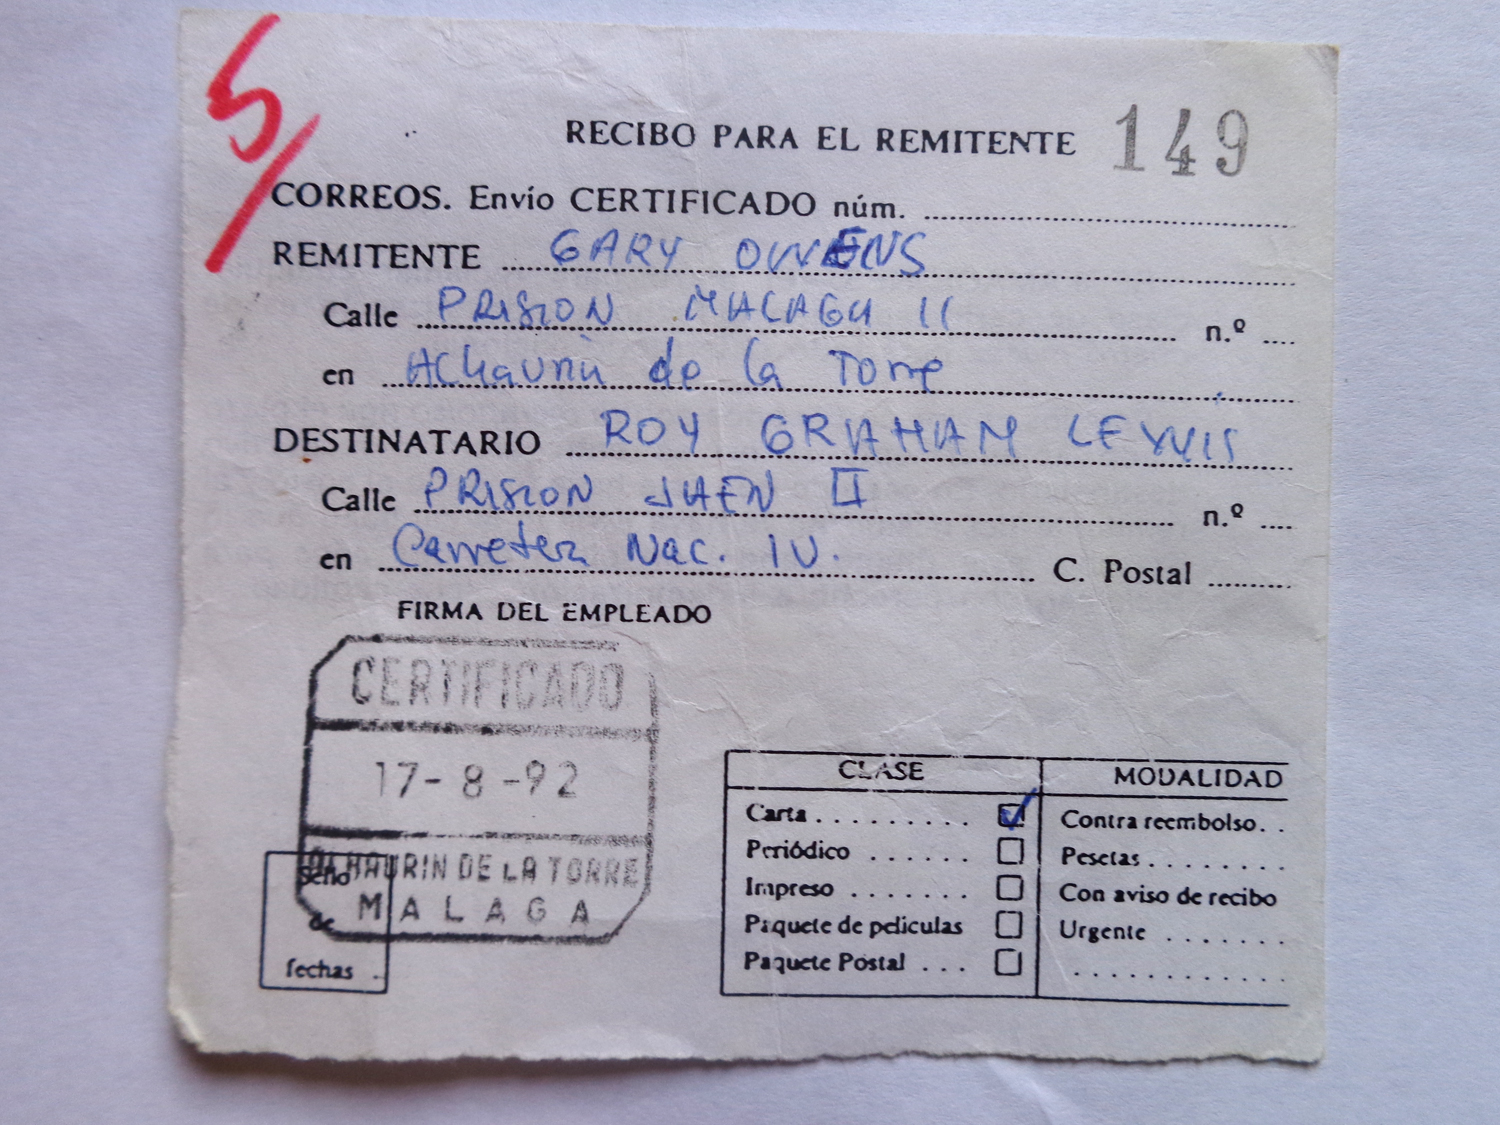 5/
RECIBO PARA EL REMITENTE 149
CORREOS. Envío CERTIFICADO núm.
REMITENTE GARY OWENS
Calle PRISION MALAGA II n.º
en Alhaurin de la Torre
DESTINATARIO ROY GRAHAM LEWIS
Calle PRISION JAEN II n.º
en Carretera Nac. IV. C. Postal
FIRMA DEL EMPLEADO
CERTIFICADO
17-8-92
ALHAURIN DE LA TORRE
MALAGA
Sello
de
fechas
CLASE MODALIDAD
Carta Contra reembolso
Periódico Pesetas
Impreso Con aviso de recibo
Paquete de películas Urgente
Paquete Postal